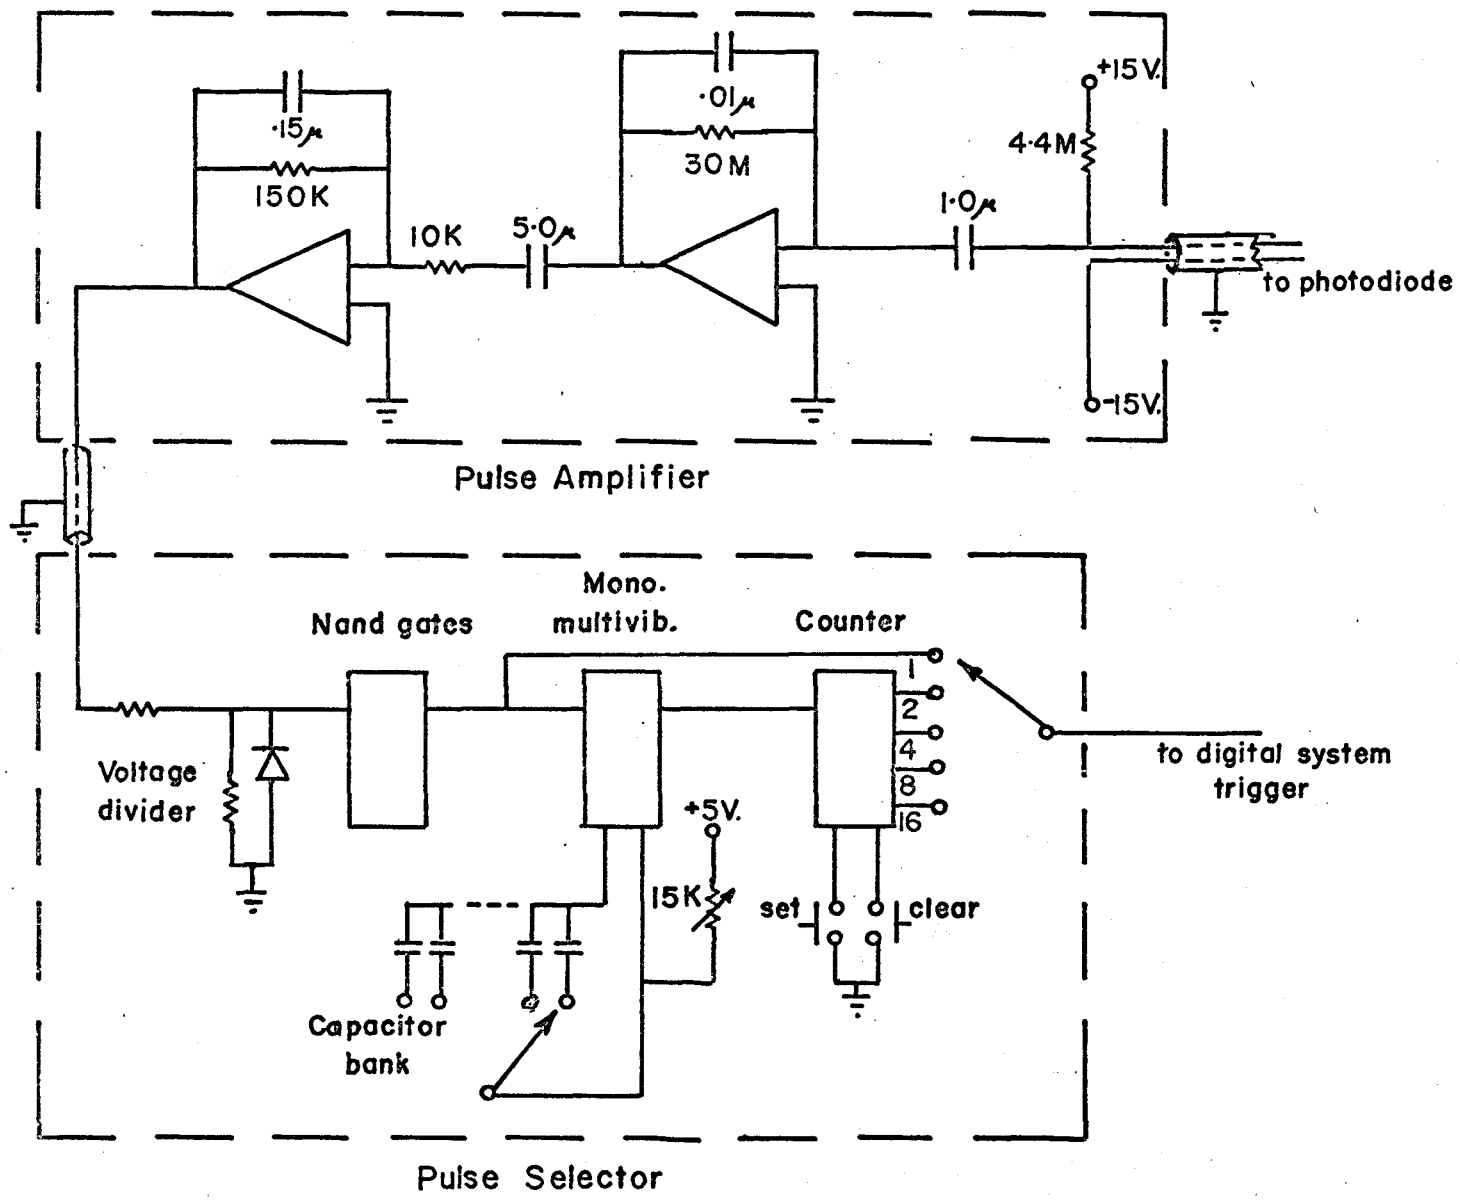 +15V.
.01μ
.15μ
4.4M
30M
150K
1.0μ
5.0μ
10K
to photodiode
-15V.
Pulse Amplifier
Mono.
multivib.
Nand gates
Counter
1
2
4
8
16
to digital system
trigger
Voltage
divider
+5V.
15K
set
clear
Capacitor
bank
Pulse Selector